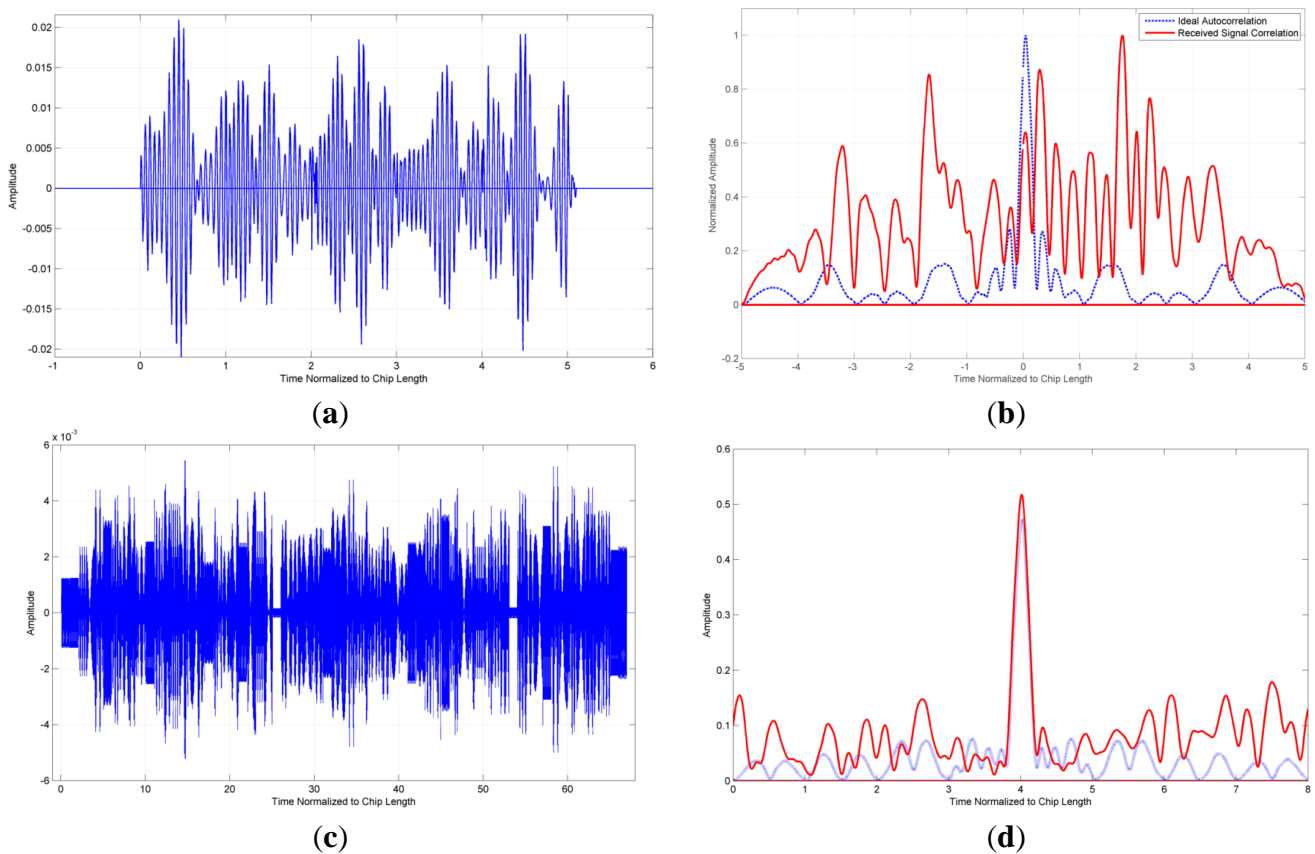 0.02
0.015
0.01
0.005
0
-0.005
-0.01
-0.015
-0.02
Amplitude
-1 0 1 2 3 4 5 6
Time Normalized to Chip Length
(a)
Ideal Autocorrelation
Received Signal Correlation
1
0.8
0.6
0.4
0.2
0
-0.2
Normalized Amplitude
-5 -4 -3 -2 -1 0 1 2 3 4 5
Time Normalized to Chip Length
(b)
x 10⁻³
6
4
2
0
-2
-4
-6
Amplitude
0 10 20 30 40 50 60
Time Normalized to Chip Length
(c)
0.6
0.5
0.4
0.3
0.2
0.1
0
Amplitude
0 1 2 3 4 5 6 7 8
Time Normalized to Chip Length
(d)